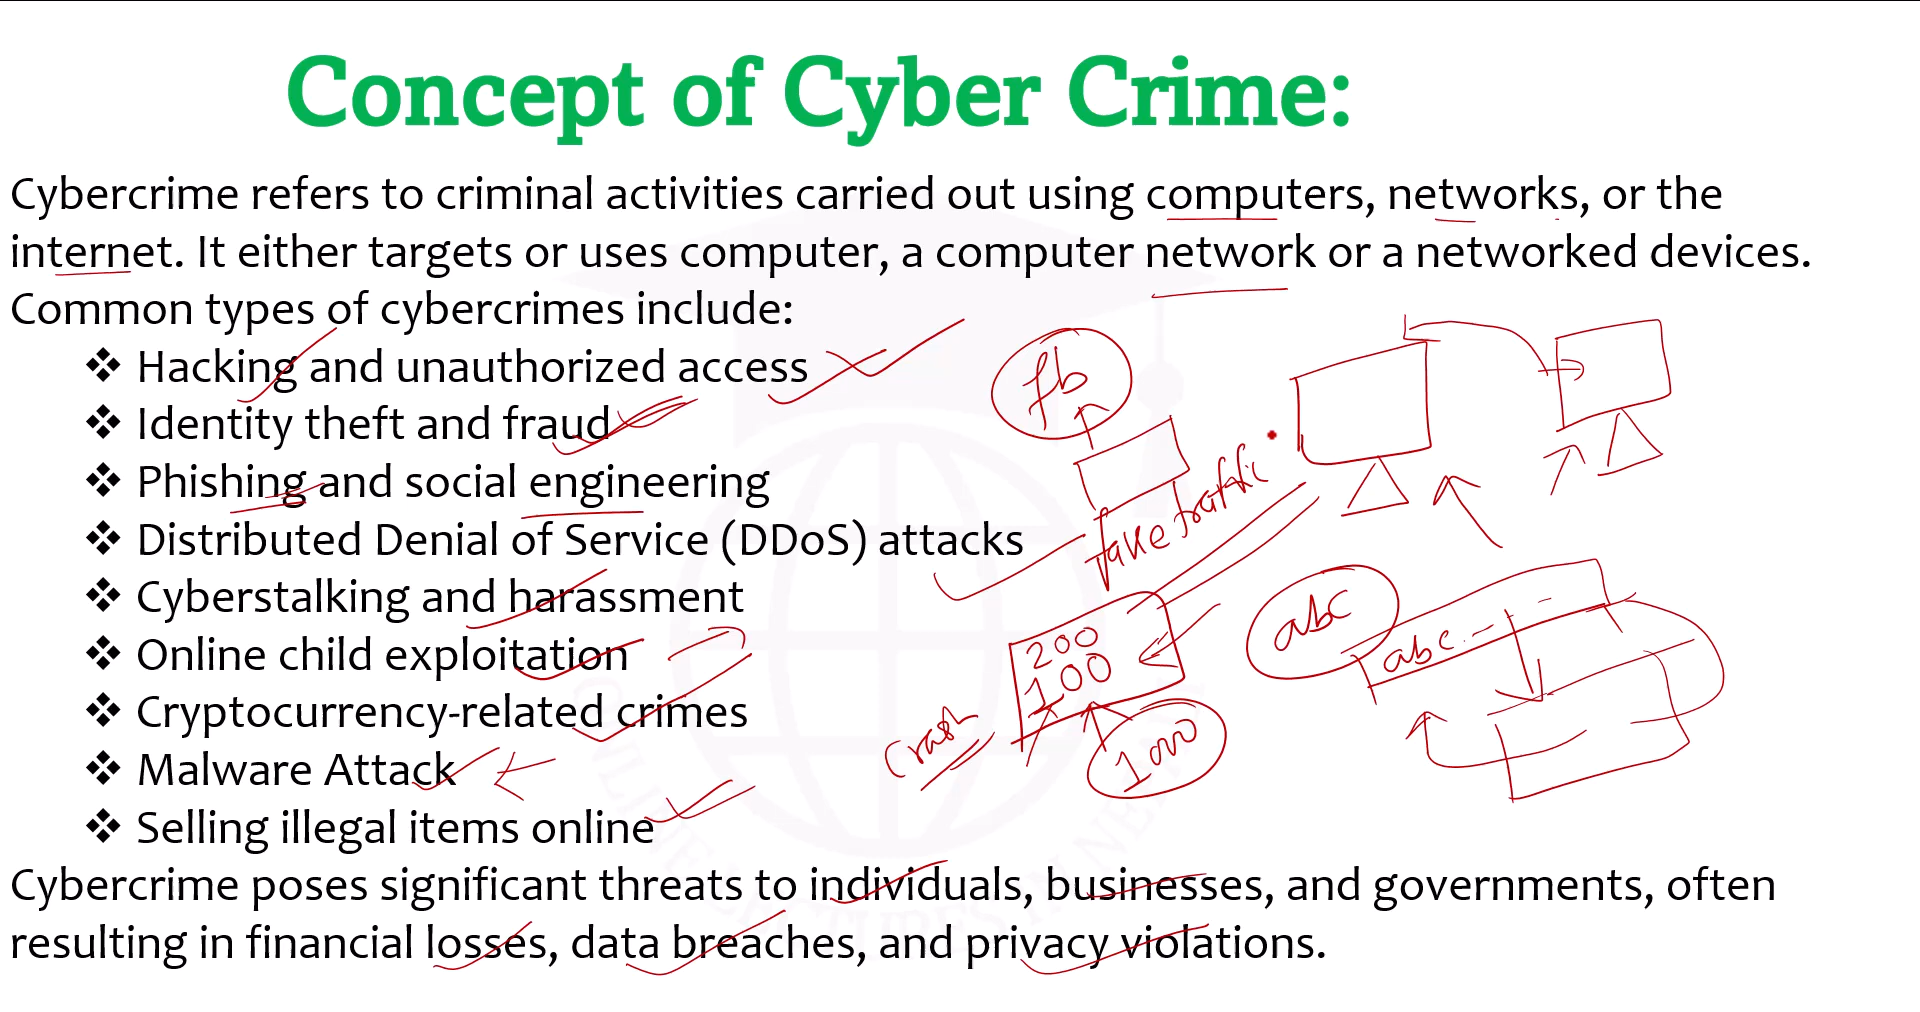 Concept of Cyber Crime:
Cybercrime refers to criminal activities carried out using computers, networks, or the
internet. It either targets or uses computer, a computer network or a networked devices.
Common types of cybercrimes include:
❖ Hacking and unauthorized access
❖ Identity theft and fraud
❖ Phishing and social engineering
❖ Distributed Denial of Service (DDoS) attacks
❖ Cyberstalking and harassment
❖ Online child exploitation
❖ Cryptocurrency-related crimes
❖ Malware Attack
❖ Selling illegal items online
Cybercrime poses significant threats to individuals, businesses, and governments, often
resulting in financial losses, data breaches, and privacy violations.
fb
fake traffic
200
100
crash
1000
abc
abc